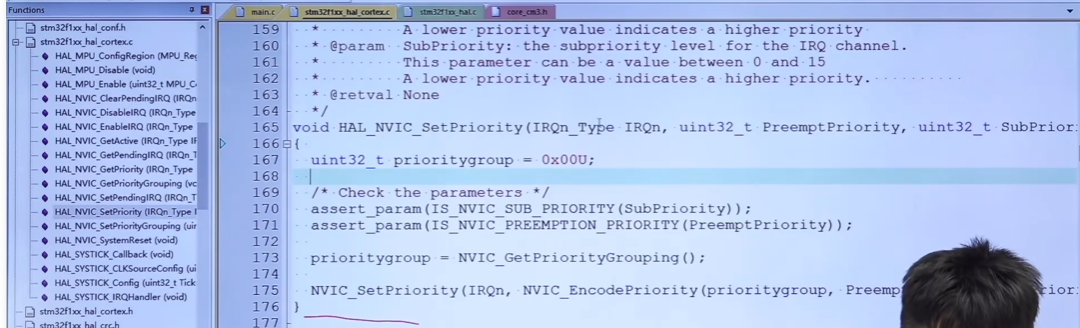 Functions
main.c
stm32f1xx_hal_cortex.c
stm32f1xx_hal.c
core_cm3.h
stm32f1xx_hal_conf.h
stm32f1xx_hal_cortex.c
HAL_MPU_ConfigRegion (MPU_Reg
HAL_MPU_Disable (void)
HAL_MPU_Enable (uint32_t MPU_C
HAL_NVIC_ClearPendingIRQ (IRQn
HAL_NVIC_DisableIRQ (IRQn_Type
HAL_NVIC_EnableIRQ (IRQn_Type
HAL_NVIC_GetActive (IRQn_Type
HAL_NVIC_GetPendingIRQ (IRQn
HAL_NVIC_GetPriority (IRQn_Type
HAL_NVIC_GetPriorityGrouping (vo
HAL_NVIC_SetPendingIRQ (IRQn_T
HAL_NVIC_SetPriority (IRQn_Type I
HAL_NVIC_SetPriorityGrouping (uin
HAL_NVIC_SystemReset (void)
HAL_SYSTICK_Callback (void)
HAL_SYSTICK_CLKSourceConfig (ui
HAL_SYSTICK_Config (uint32_t Tick
HAL_SYSTICK_IRQHandler (void)
stm32f1xx_hal_cortex.h
stm32f1xx_hal_crc.h
159 * A lower priority value indicates a higher priority
160 * @param SubPriority: the subpriority level for the IRQ channel.
161 * This parameter can be a value between 0 and 15
162 * A lower priority value indicates a higher priority.
163 * @retval None
164 */
165 void HAL_NVIC_SetPriority(IRQn_Type IRQn, uint32_t PreemptPriority, uint32_t SubPrior
166 {
167 uint32_t prioritygroup = 0x00U;
168
169 /* Check the parameters */
170 assert_param(IS_NVIC_SUB_PRIORITY(SubPriority));
171 assert_param(IS_NVIC_PREEMPTION_PRIORITY(PreemptPriority));
172
173 prioritygroup = NVIC_GetPriorityGrouping();
174
175 NVIC_SetPriority(IRQn, NVIC_EncodePriority(prioritygroup, Preemp
176 }
177